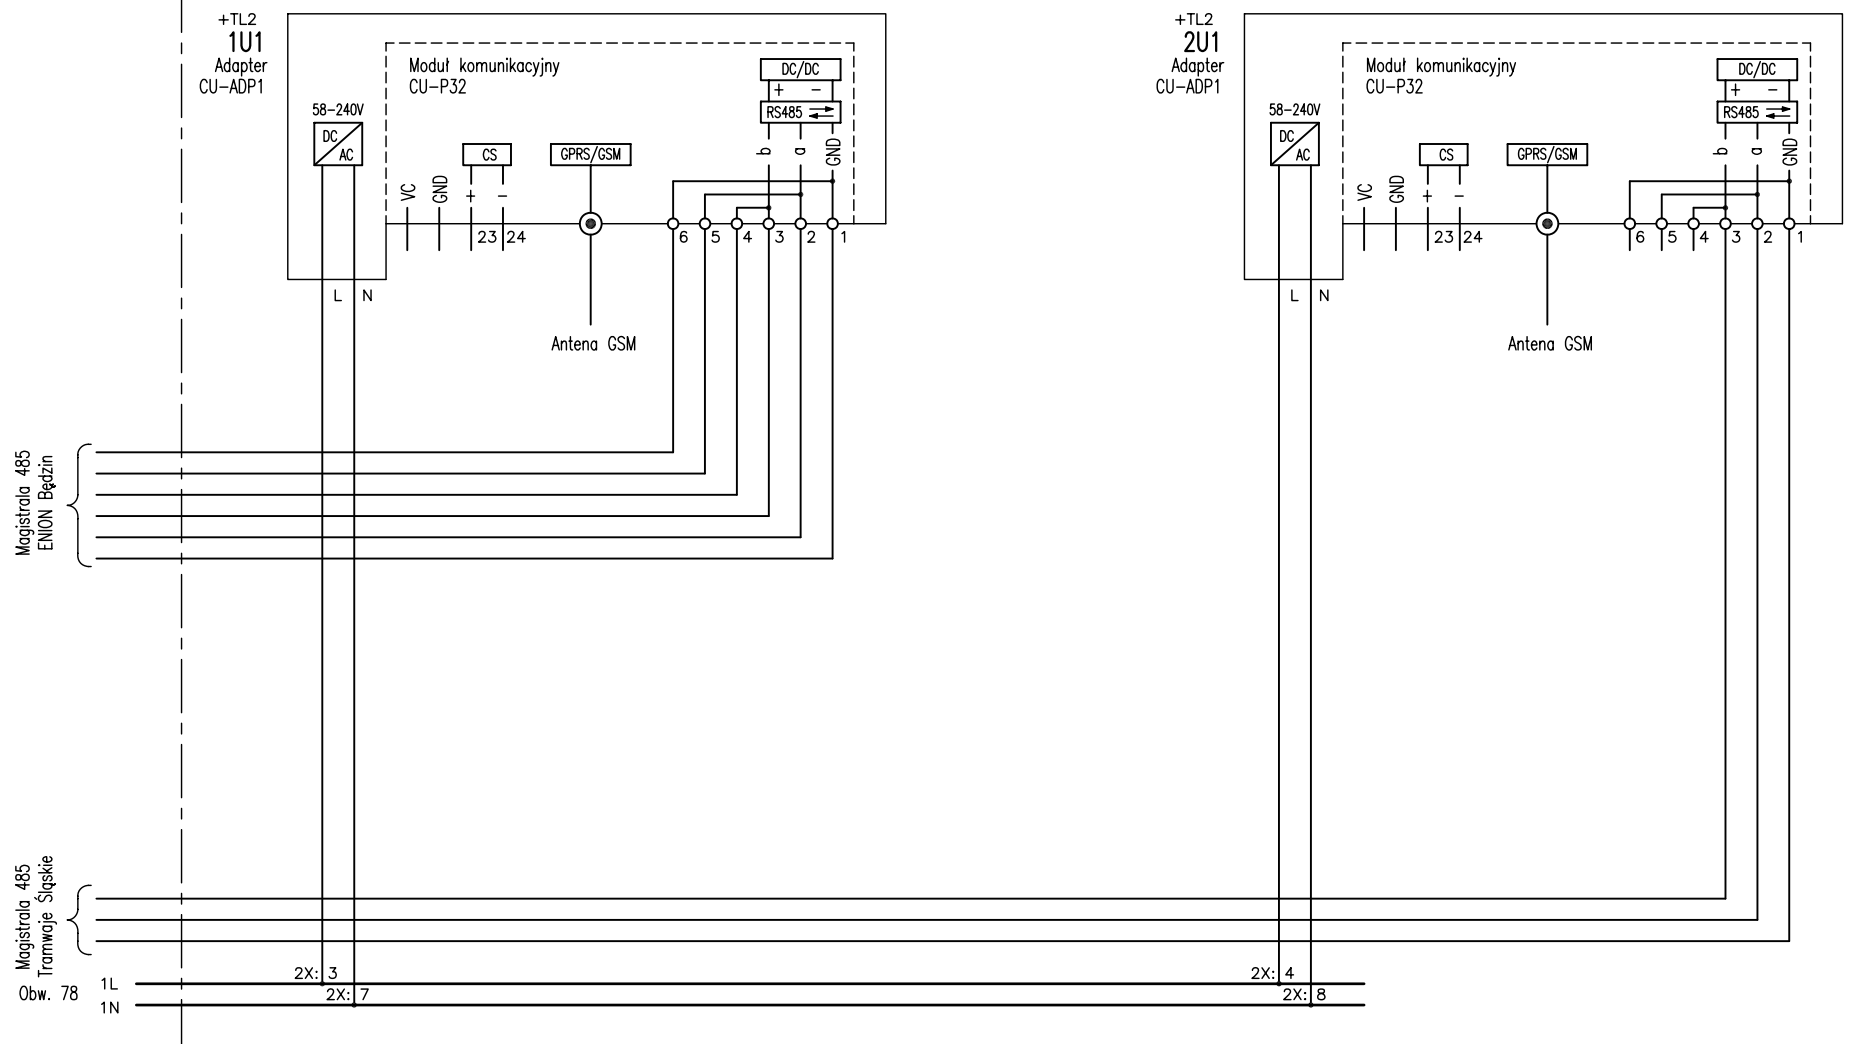 +TL2
1U1
Adapter
CU-ADP1
58-240V
DC
AC
Moduł komunikacyjny
CU-P32
DC/DC
+ -
RS485
b a GND
CS
GPRS/GSM
VC GND + -
23 24
6 5 4 3 2 1
L N
Antena GSM
+TL2
2U1
Adapter
CU-ADP1
58-240V
DC
AC
Moduł komunikacyjny
CU-P32
DC/DC
+ -
RS485
b a GND
CS
GPRS/GSM
VC GND + -
23 24
6 5 4 3 2 1
L N
Antena GSM
Magistrala 485
ENION Będzin
Magistrala 485
Tramwaje Śląskie
Obw. 78
1L
1N
2X: 3
2X: 7
2X: 4
2X: 8